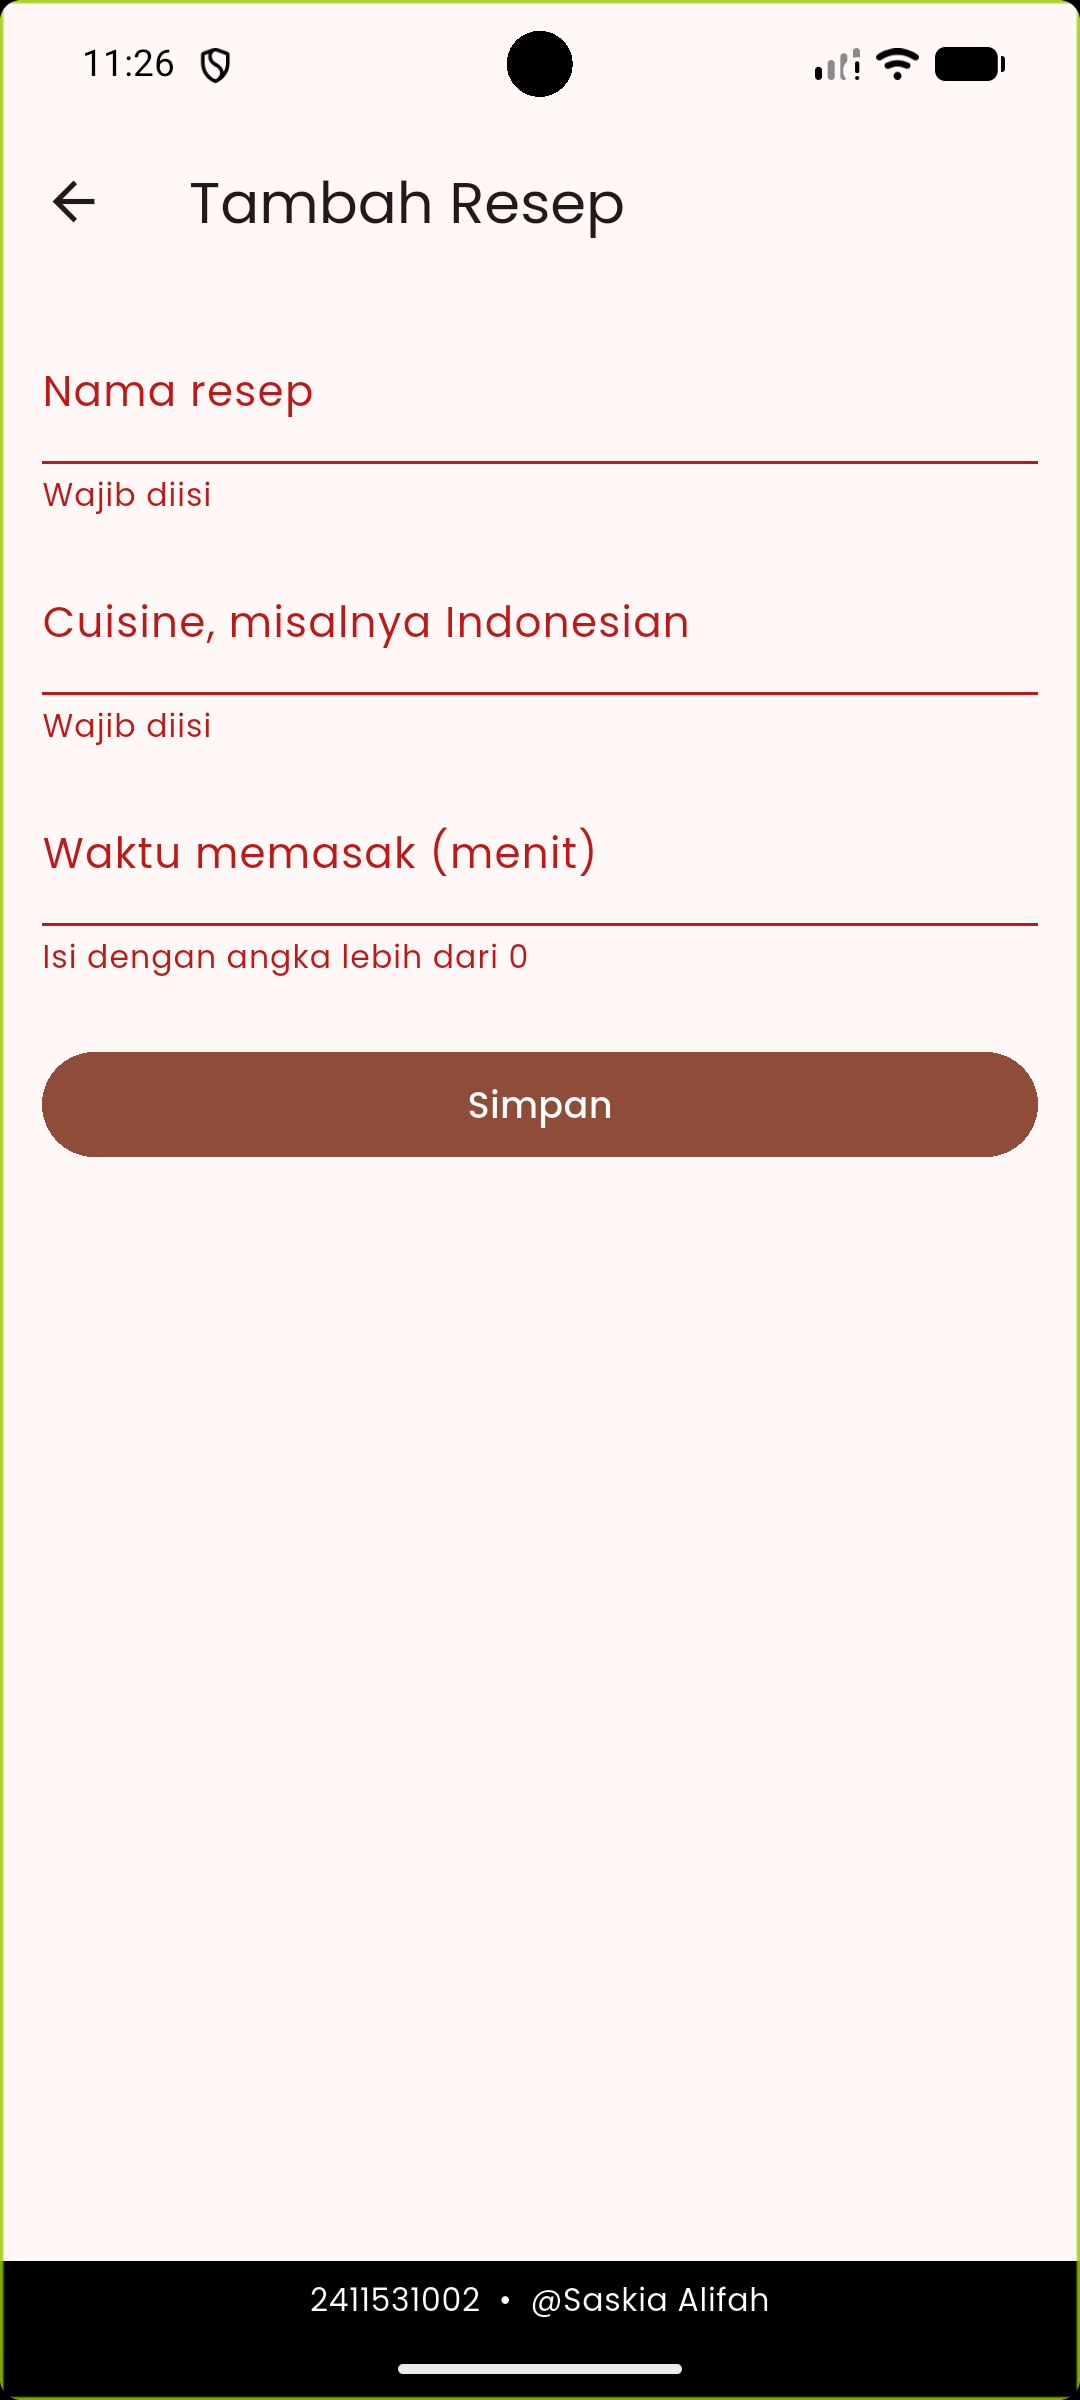 11:26
Tambah Resep
Nama resep
Wajib diisi
Cuisine, misalnya Indonesian
Wajib diisi
Waktu memasak (menit)
Isi dengan angka lebih dari 0
Simpan
2411531002 • @Saskia Alifah